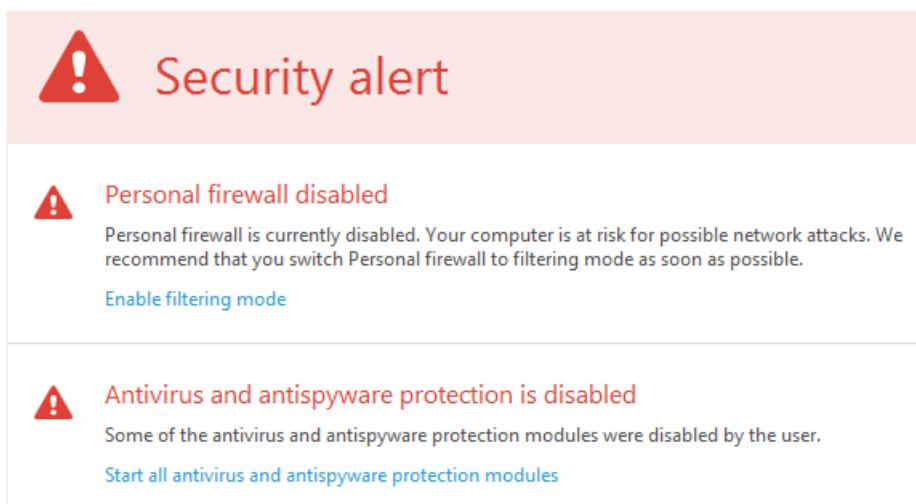 Security alert
Personal firewall disabled
Personal firewall is currently disabled. Your computer is at risk for possible network attacks. We
recommend that you switch Personal firewall to filtering mode as soon as possible.
Enable filtering mode
Antivirus and antispyware protection is disabled
Some of the antivirus and antispyware protection modules were disabled by the user.
Start all antivirus and antispyware protection modules